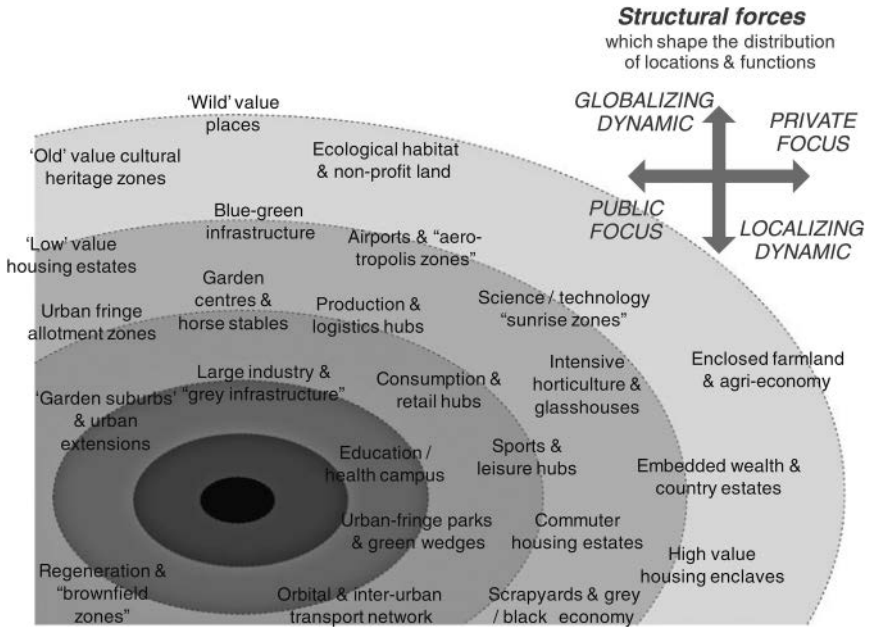 Structural forces
which shape the distribution
of locations & functions
GLOBALIZING
DYNAMIC
PRIVATE
FOCUS
PUBLIC
FOCUS
LOCALIZING
DYNAMIC
‘Wild’ value
places
‘Old’ value cultural
heritage zones
Ecological habitat
& non-profit land
Blue-green
infrastructure
‘Low’ value
housing estates
Airports & “aero-
tropolis zones”
Garden
centres &
horse stables
Urban fringe
allotment zones
Production &
logistics hubs
Science / technology
“sunrise zones”
Large industry &
“grey infrastructure”
Consumption &
retail hubs
Intensive
horticulture &
glasshouses
Enclosed farmland
& agri-economy
‘Garden suburbs’
& urban
extensions
Education /
health campus
Sports &
leisure hubs
Embedded wealth &
country estates
Urban-fringe parks
& green wedges
Commuter
housing estates
High value
housing enclaves
Regeneration &
“brownfield
zones”
Orbital & inter-urban
transport network
Scrapyards & grey
/ black economy